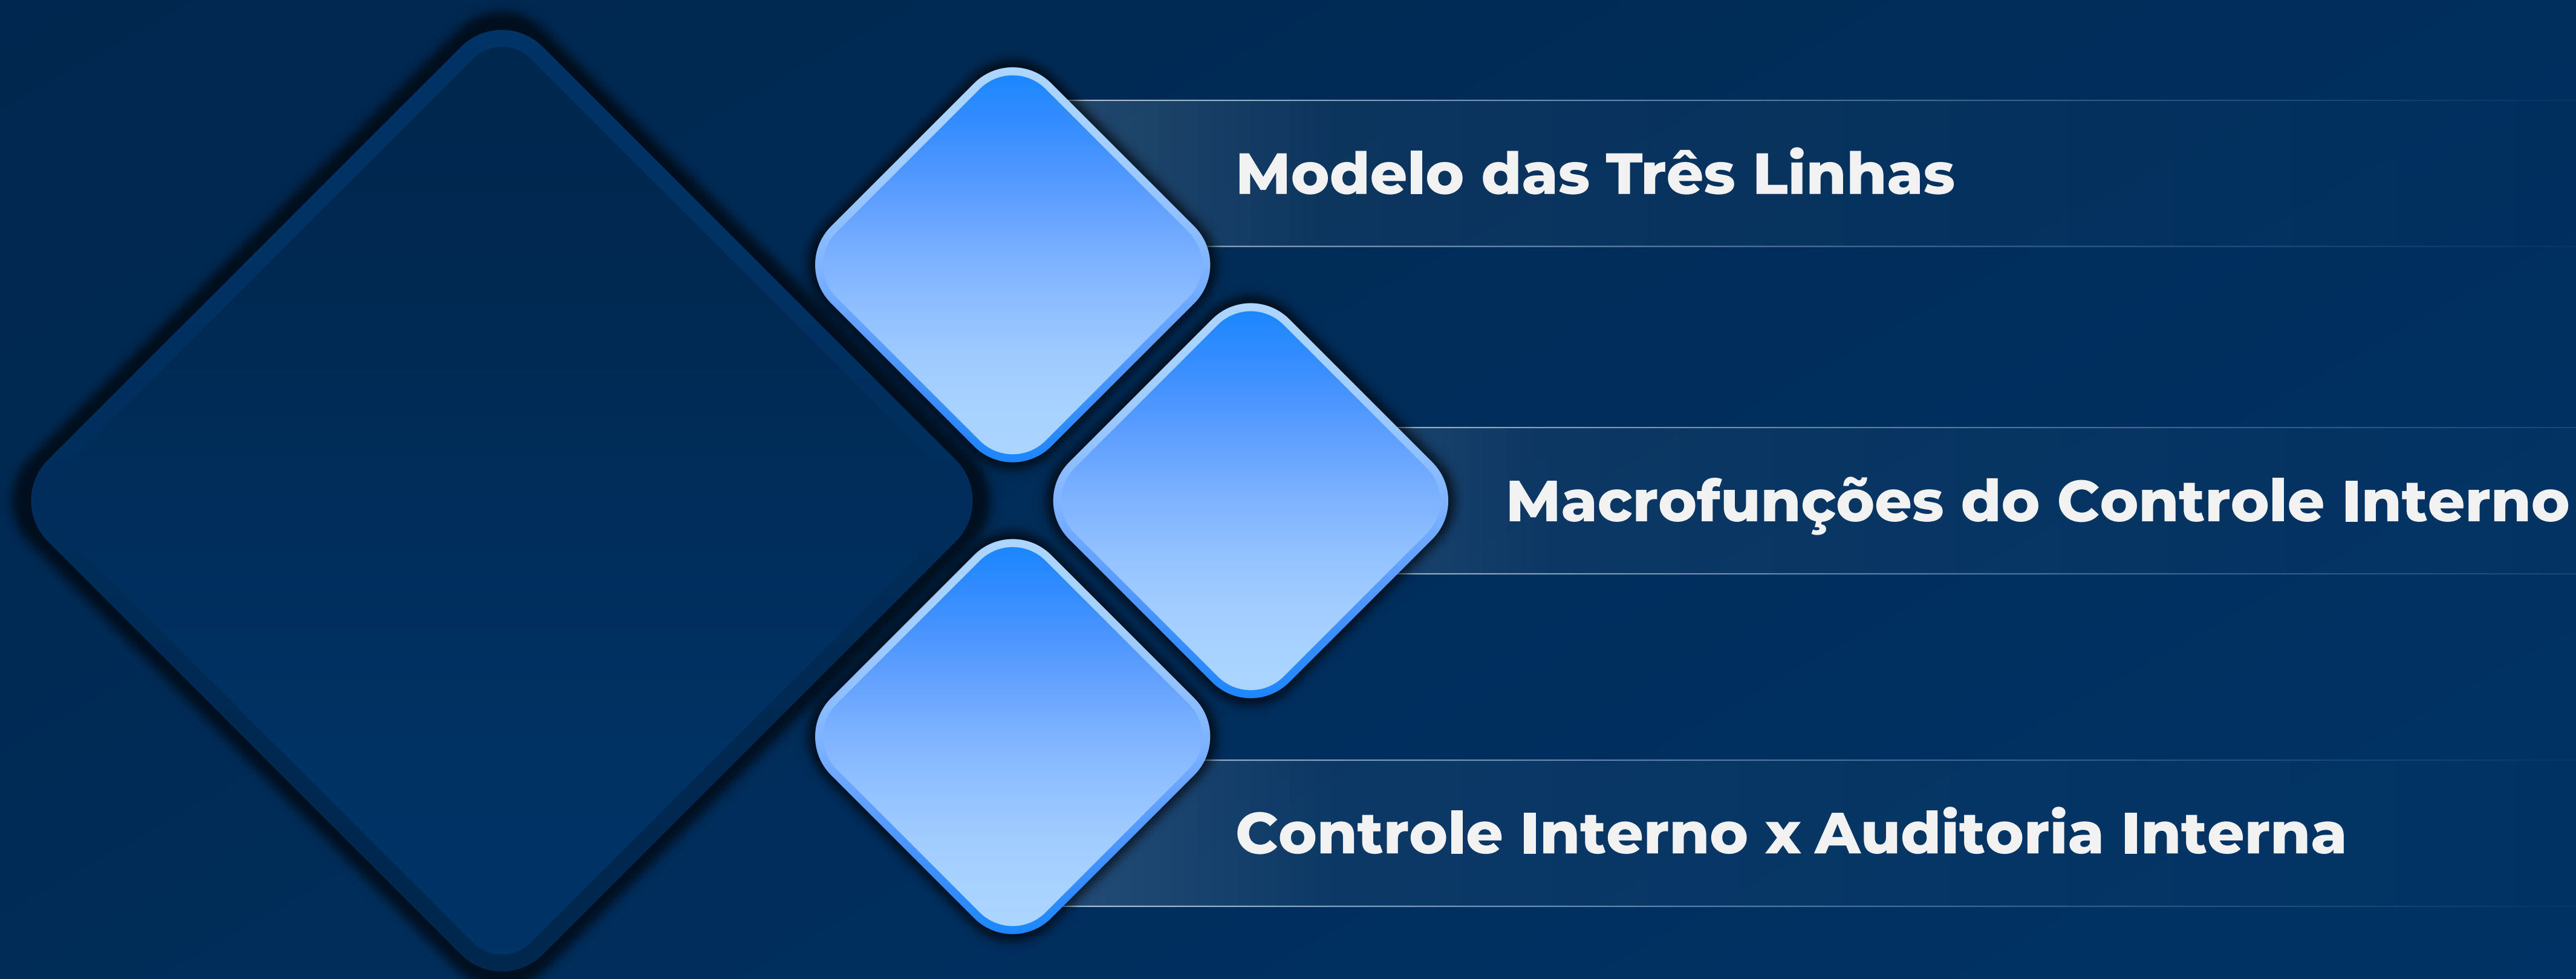 Modelo das Três Linhas
Macrofunções do Controle Interno
Controle Interno x Auditoria Interna